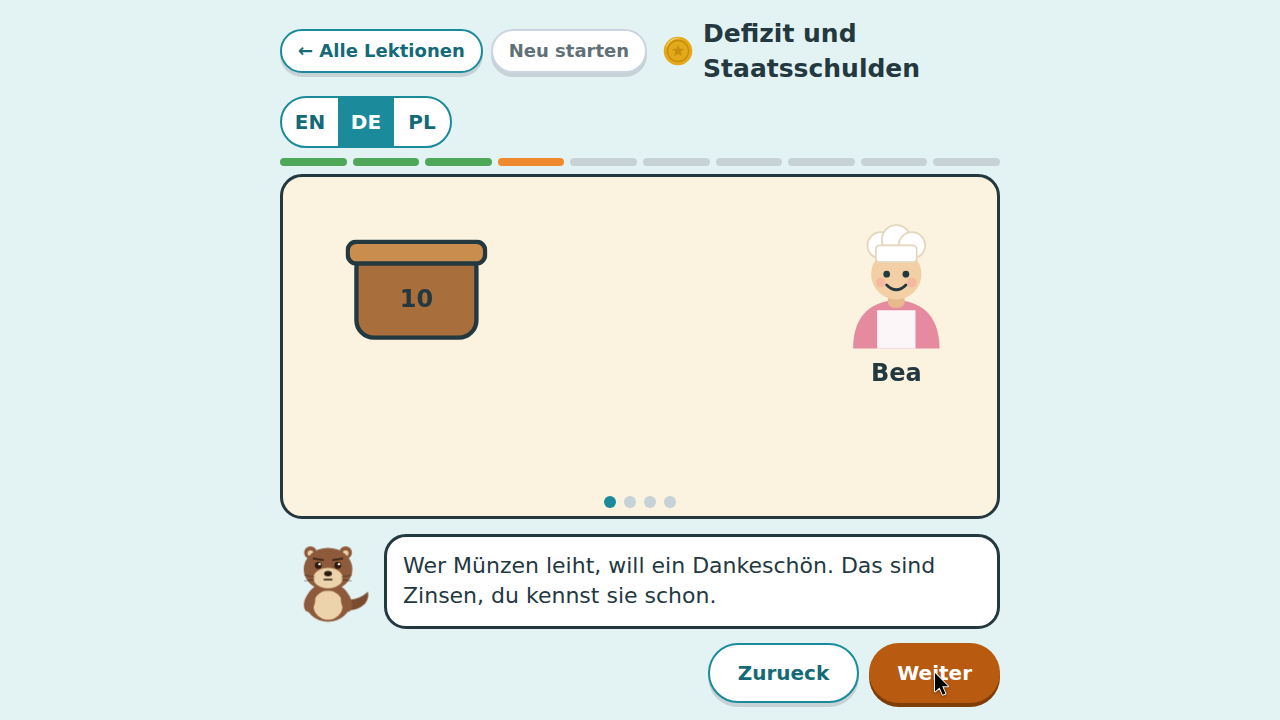 ← Alle Lektionen
Neu starten
Defizit und
Staatsschulden
EN
DE
PL
10
Bea
Wer Münzen leiht, will ein Dankeschön. Das sind
Zinsen, du kennst sie schon.
Zurueck
Weiter